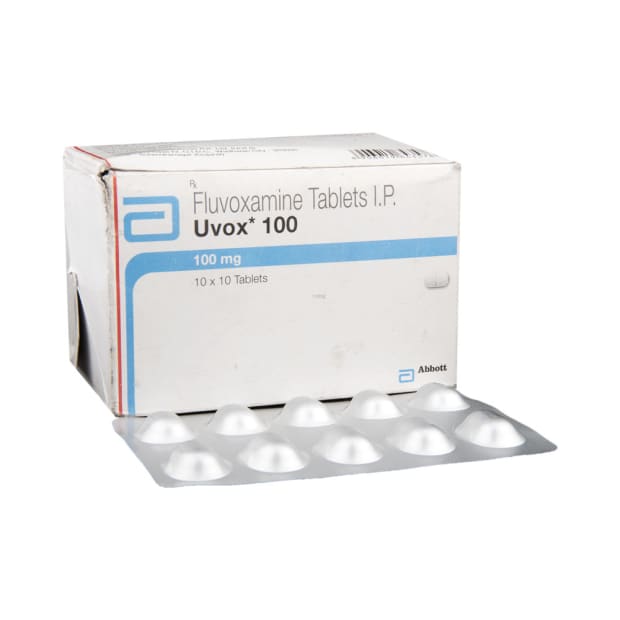 Rx
Fluvoxamine Tablets I.P.
Uvox* 100
100 mg
10 x 10 Tablets
Abbott